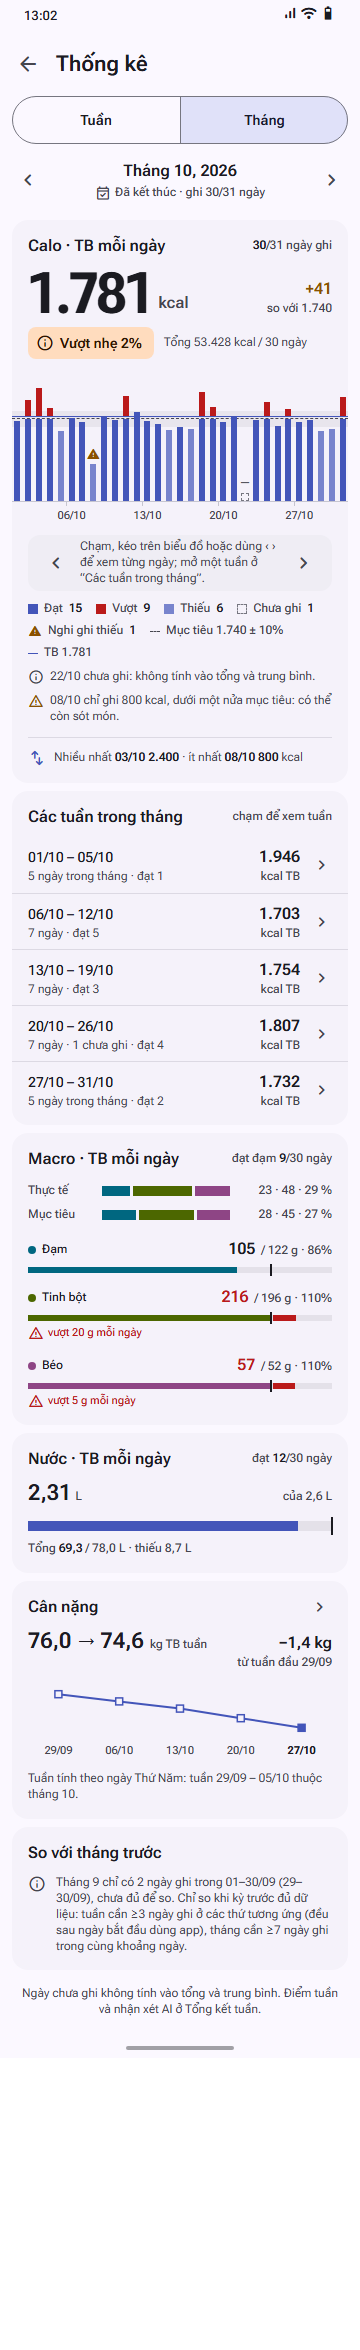 13:02
Thống kê
Tuần
Tháng
Tháng 10, 2026
Đã kết thúc · ghi 30/31 ngày
Calo · TB mỗi ngày
30/31 ngày ghi
1.781 kcal
+41
so với 1.740
Vượt nhẹ 2%
Tổng 53.428 kcal / 30 ngày
06/10
13/10
20/10
27/10
Chạm, kéo trên biểu đồ hoặc dùng ‹ ›
để xem từng ngày; mở một tuần ở
“Các tuần trong tháng”.
Đạt 15
Vượt 9
Thiếu 6
Chưa ghi 1
Nghi ghi thiếu 1
Mục tiêu 1.740 ± 10%
TB 1.781
22/10 chưa ghi: không tính vào tổng và trung bình.
08/10 chỉ ghi 800 kcal, dưới một nửa mục tiêu: có thể
còn sót món.
Nhiều nhất 03/10 2.400 · ít nhất 08/10 800 kcal
Các tuần trong tháng
chạm để xem tuần
01/10 – 05/10
1.946
5 ngày trong tháng · đạt 1
kcal TB
06/10 – 12/10
1.703
7 ngày · đạt 5
kcal TB
13/10 – 19/10
1.754
7 ngày · đạt 3
kcal TB
20/10 – 26/10
1.807
7 ngày · 1 chưa ghi · đạt 4
kcal TB
27/10 – 31/10
1.732
5 ngày trong tháng · đạt 2
kcal TB
Macro · TB mỗi ngày
đạt đạm 9/30 ngày
Thực tế
23 · 48 · 29 %
Mục tiêu
28 · 45 · 27 %
Đạm
105 / 122 g · 86%
Tinh bột
216 / 196 g · 110%
vượt 20 g mỗi ngày
Béo
57 / 52 g · 110%
vượt 5 g mỗi ngày
Nước · TB mỗi ngày
đạt 12/30 ngày
2,31 L
của 2,6 L
Tổng 69,3 / 78,0 L · thiếu 8,7 L
Cân nặng
76,0 → 74,6 kg TB tuần
−1,4 kg
từ tuần đầu 29/09
29/09
06/10
13/10
20/10
27/10
Tuần tính theo ngày Thứ Năm: tuần 29/09 – 05/10 thuộc
tháng 10.
So với tháng trước
Tháng 9 chỉ có 2 ngày ghi trong 01–30/09 (29–
30/09), chưa đủ để so. Chỉ so khi kỳ trước đủ dữ
liệu: tuần cần ≥3 ngày ghi ở các thứ tương ứng (đều
sau ngày bắt đầu dùng app), tháng cần ≥7 ngày ghi
trong cùng khoảng ngày.
Ngày chưa ghi không tính vào tổng và trung bình. Điểm tuần
và nhận xét AI ở Tổng kết tuần.